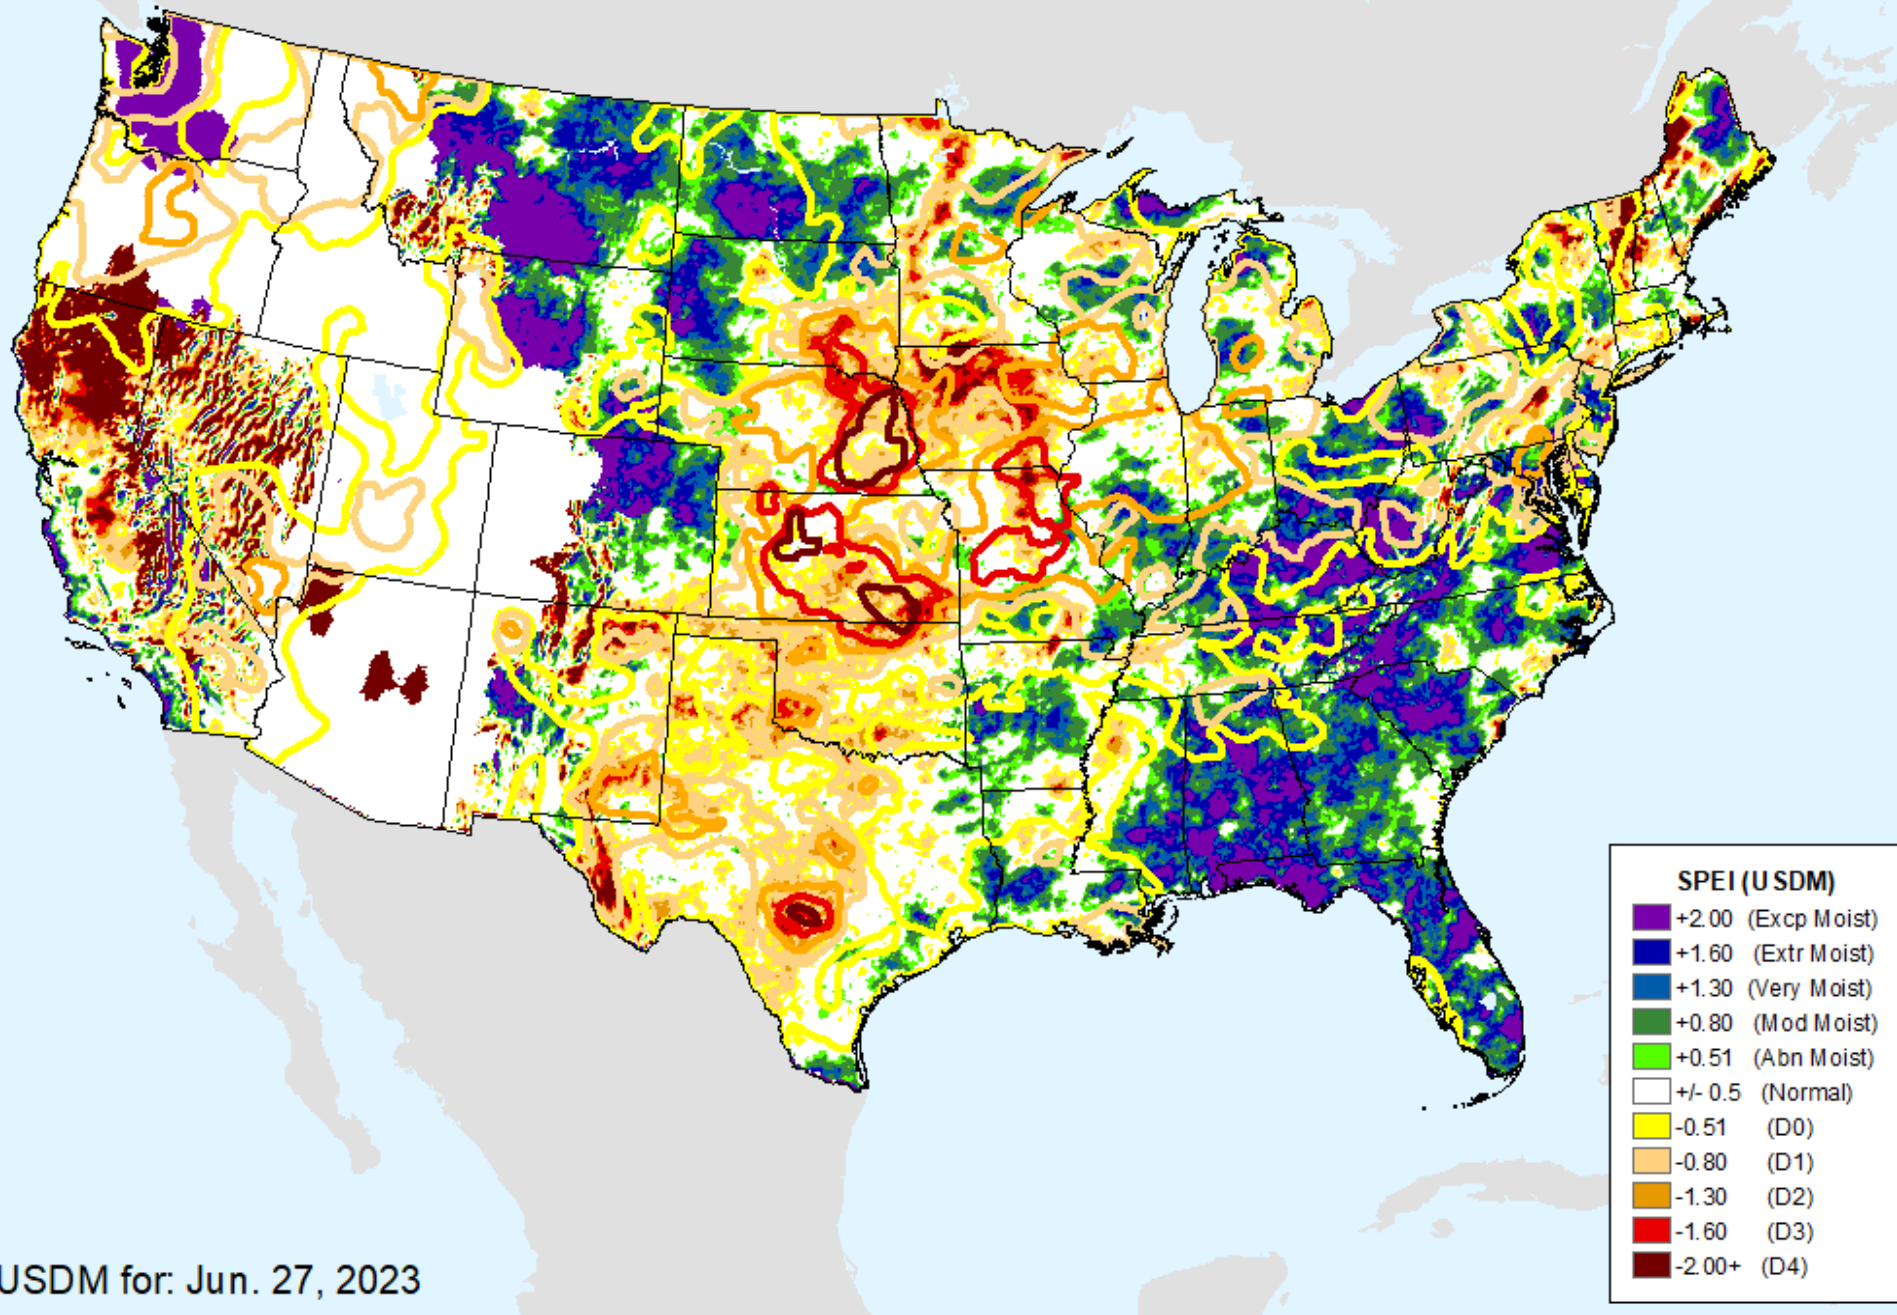 SPEI (USDM)
+2.00 (Excp Moist)
+1.60 (Extr Moist)
+1.30 (Very Moist)
+0.80 (Mod Moist)
+0.51 (Abn Moist)
+/- 0.5 (Normal)
-0.51 (D0)
-0.80 (D1)
-1.30 (D2)
-1.60 (D3)
-2.00+ (D4)
USDM for: Jun. 27, 2023